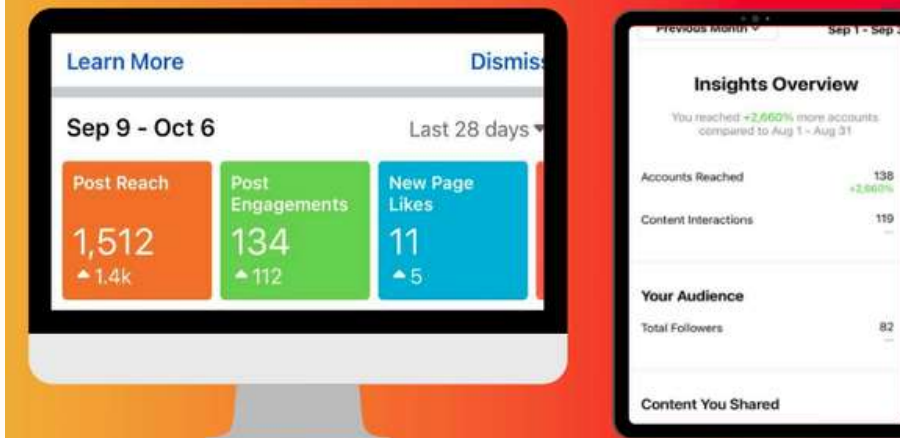 Learn More
Dismiss
Sep 9 - Oct 6
Last 28 days
Post Reach
1,512
1.4k
Post
Engagements
134
112
New Page
Likes
11
5
Previous Month
Sep 1 - Sep 3
Insights Overview
You reached +2,660% more accounts
compared to Aug 1 - Aug 31
Accounts Reached
138
+2,660%
Content Interactions
119
--
Your Audience
Total Followers
82
--
Content You Shared